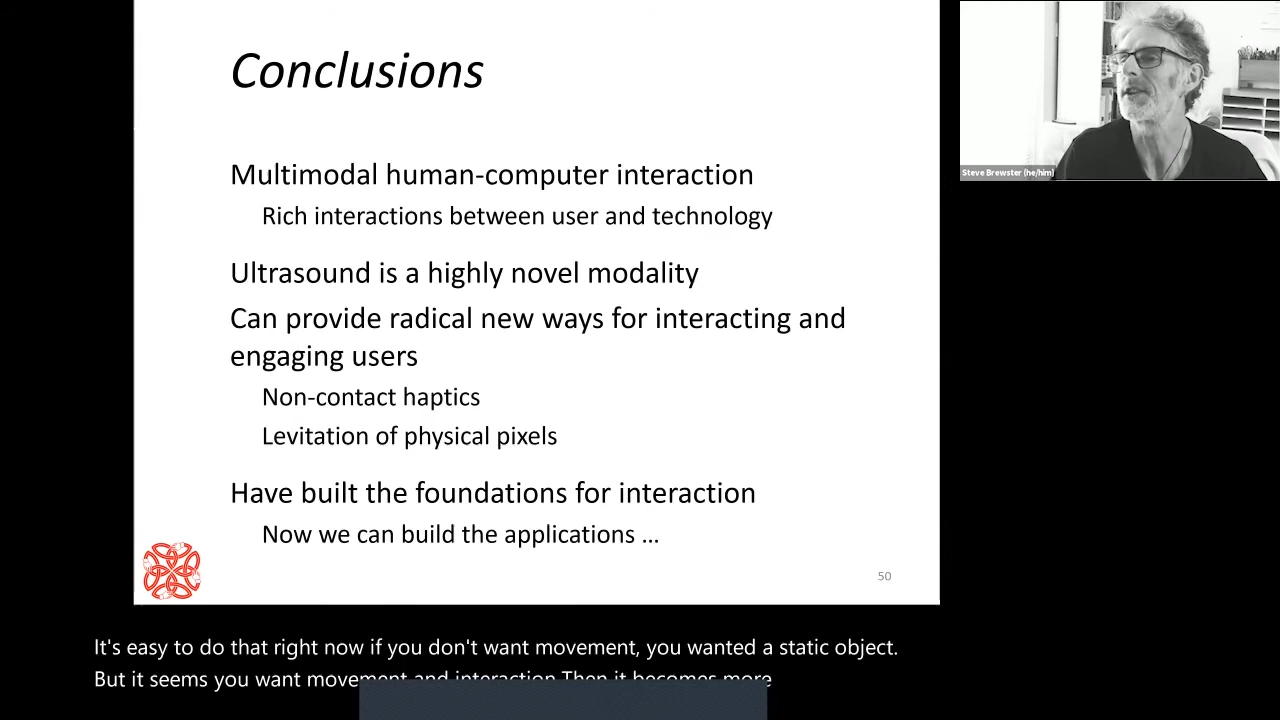 Conclusions
Multimodal human-computer interaction
Rich interactions between user and technology
Ultrasound is a highly novel modality
Can provide radical new ways for interacting and
engaging users
Non-contact haptics
Levitation of physical pixels
Have built the foundations for interaction
Now we can build the applications ...
50
Steve Brewster (he/him)
It's easy to do that right now if you don't want movement, you wanted a static object.
But it seems you want movement and interaction.Then it becomes more